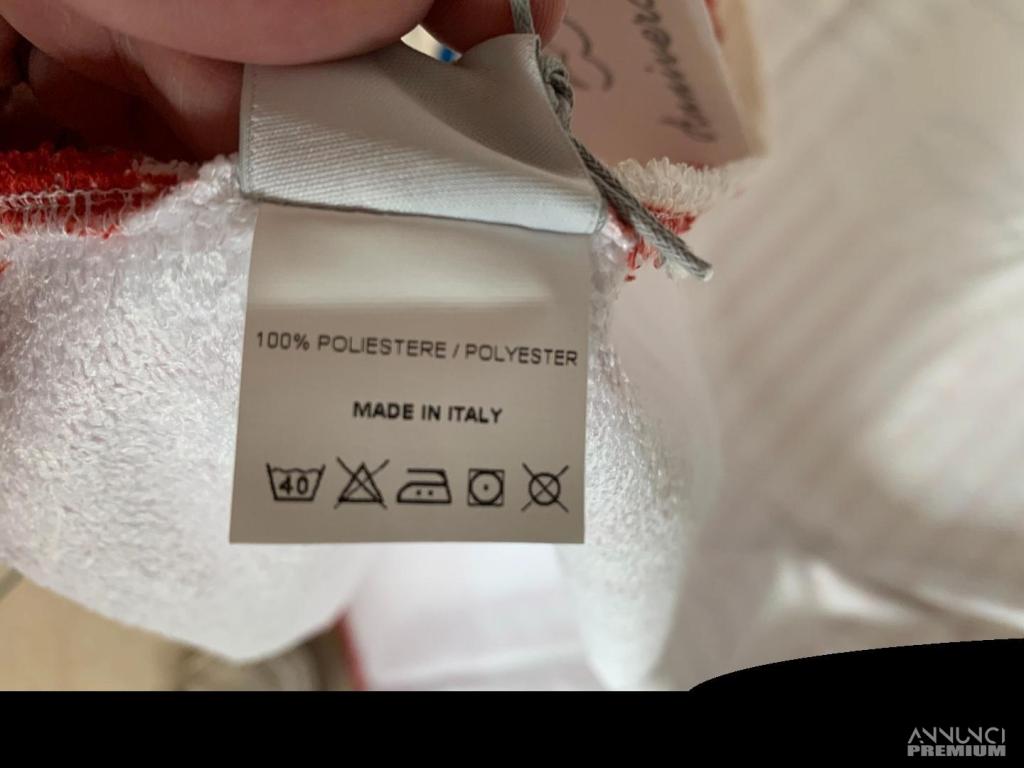 100% POLIESTERE / POLYESTER
MADE IN ITALY
40
ANNUNCI
PREMIUM